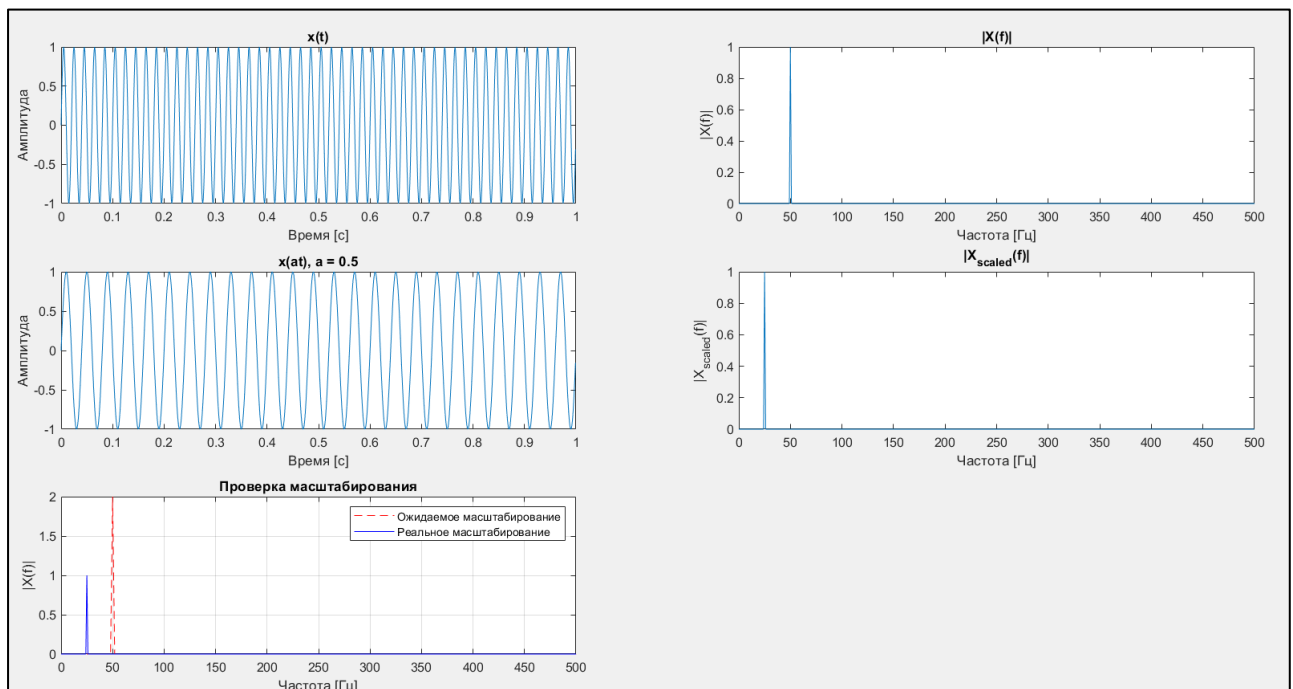 x(t)
Амплитуда
1
0.5
0
-0.5
-1
0 0.1 0.2 0.3 0.4 0.5 0.6 0.7 0.8 0.9 1
Время [с]
|X(f)|
|X(f)|
1
0.8
0.6
0.4
0.2
0
0 50 100 150 200 250 300 350 400 450 500
Частота [Гц]
x(at), a = 0.5
Амплитуда
1
0.5
0
-0.5
-1
0 0.1 0.2 0.3 0.4 0.5 0.6 0.7 0.8 0.9 1
Время [с]
|Xscaled(f)|
|Xscaled(f)|
1
0.8
0.6
0.4
0.2
0
0 50 100 150 200 250 300 350 400 450 500
Частота [Гц]
Проверка масштабирования
|X(f)|
2
1.5
1
0.5
0
Ожидаемое масштабирование
Реальное масштабирование
0 50 100 150 200 250 300 350 400 450 500
Частота [Гц]